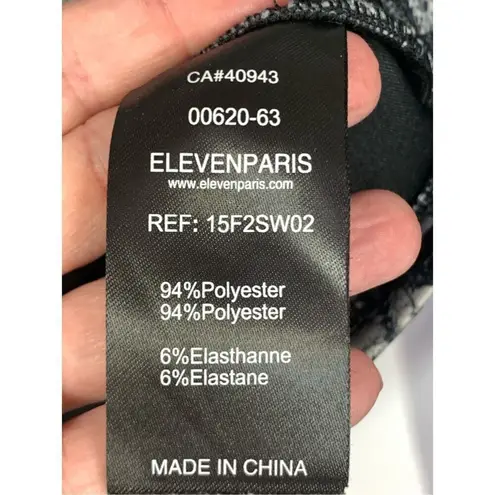 CA#40943
00620-63
ELEVENPARIS
www.elevenparis.com
REF: 15F2SW02
94%Polyester
94%Polyester
6%Elasthanne
6%Elastane
MADE IN CHINA